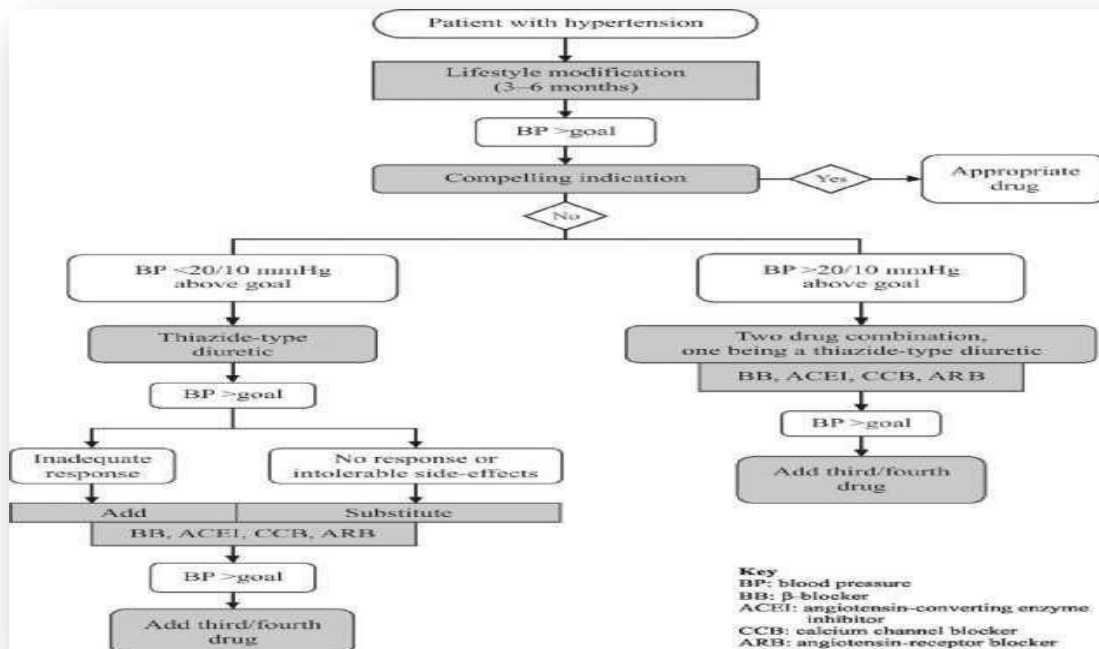 Patient with hypertension
Lifestyle modification
(3–6 months)
BP >goal
Compelling indication
Yes
Appropriate
drug
No
BP <20/10 mmHg
above goal
Thiazide-type
diuretic
BP >goal
Inadequate
response
No response or
intolerable side-effects
Add
Substitute
BB, ACEI, CCB, ARB
BP >goal
Add third/fourth
drug
BP >20/10 mmHg
above goal
Two drug combination,
one being a thiazide-type diuretic
BB, ACEI, CCB, ARB
BP >goal
Add third/fourth
drug
Key
BP: blood pressure
BB: β-blocker
ACEI: angiotensin-converting enzyme
inhibitor
CCB: calcium channel blocker
ARB: angiotensin-receptor blocker